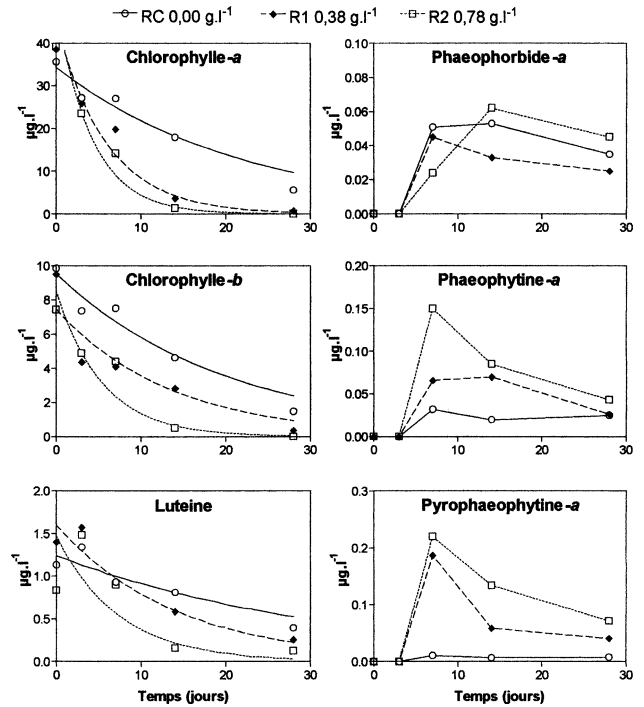 RC 0,00 g.l⁻¹ R1 0,38 g.l⁻¹ R2 0,78 g.l⁻¹
Chlorophylle-a
µg.l⁻¹
40
30
20
10
0
0 10 20 30
Phaeophorbide-a
µg.l⁻¹
0.10
0.08
0.06
0.04
0.02
0.00
0 10 20 30
Chlorophylle-b
µg.l⁻¹
10
8
6
4
2
0
0 10 20 30
Phaeophytine-a
µg.l⁻¹
0.20
0.15
0.10
0.05
0.00
0 10 20 30
Luteine
µg.l⁻¹
2.0
1.5
1.0
0.5
0.0
0 10 20 30
Temps (jours)
Pyrophaeophytine-a
µg.l⁻¹
0.3
0.2
0.1
0.0
0 10 20 30
Temps (jours)